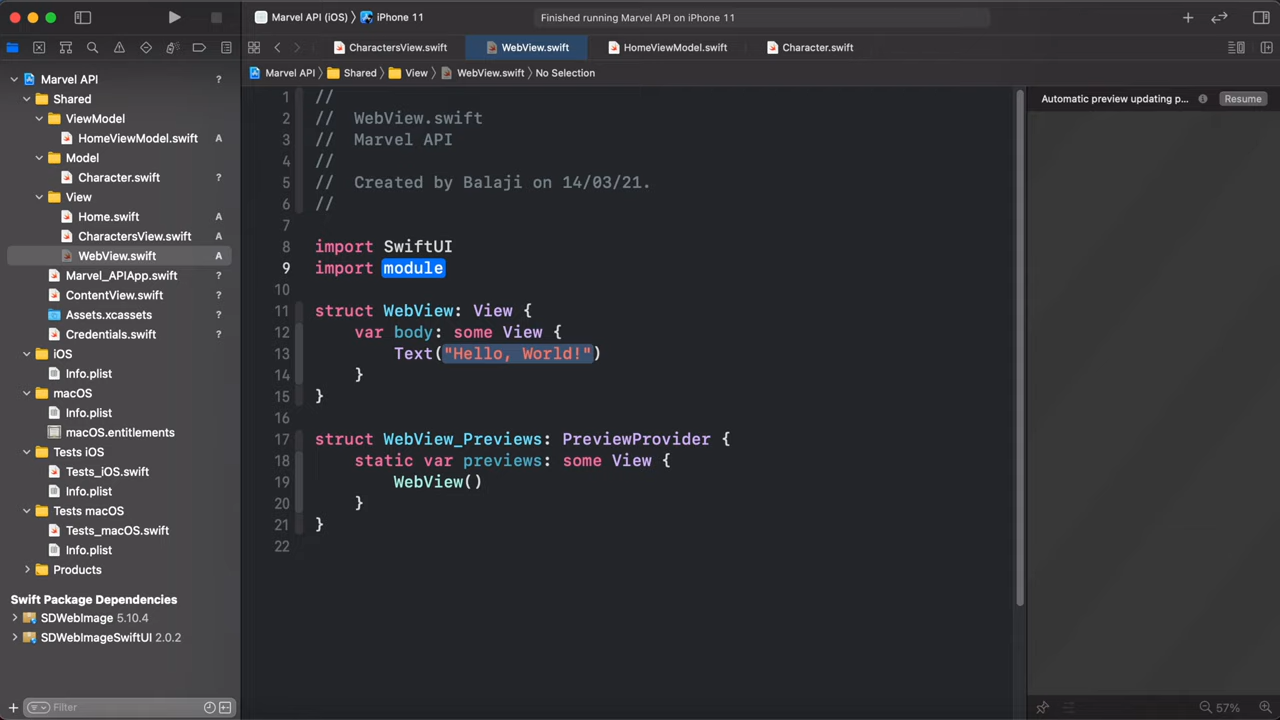 Marvel API (iOS) › iPhone 11
Finished running Marvel API on iPhone 11
CharactersView.swift
WebView.swift
HomeViewModel.swift
Character.swift
Marvel API › Shared › View › WebView.swift › No Selection
Marvel API ?
Shared
ViewModel
HomeViewModel.swift A
Model
Character.swift ?
View
Home.swift A
CharactersView.swift A
WebView.swift A
Marvel_APIApp.swift ?
ContentView.swift ?
Assets.xcassets ?
Credentials.swift ?
iOS
Info.plist
macOS
Info.plist
macOS.entitlements
Tests iOS
Tests_iOS.swift
Info.plist
Tests macOS
Tests_macOS.swift
Info.plist
Products
Swift Package Dependencies
SDWebImage 5.10.4
SDWebImageSwiftUI 2.0.2
Filter
1 //
2 // WebView.swift
3 // Marvel API
4 //
5 // Created by Balaji on 14/03/21.
6 //
7
8 import SwiftUI
9 import module
10
11 struct WebView: View {
12 var body: some View {
13 Text("Hello, World!")
14 }
15 }
16
17 struct WebView_Previews: PreviewProvider {
18 static var previews: some View {
19 WebView()
20 }
21 }
22
Automatic preview updating p...
Resume
57%